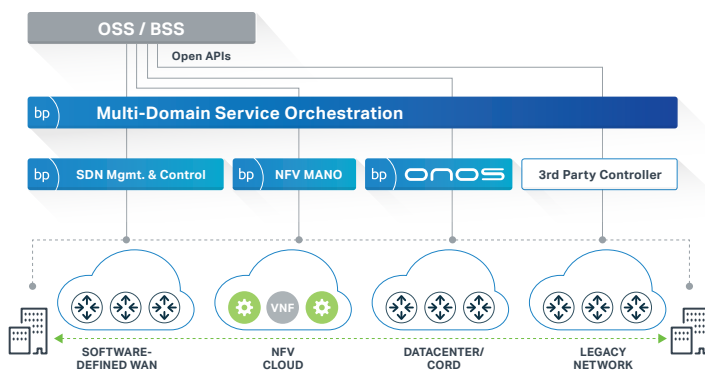 OSS / BSS
Open APIs
bp Multi-Domain Service Orchestration
bp SDN Mgmt. & Control
bp NFV MANO
bp onos
3rd Party Controller
VNF
SOFTWARE-
DEFINED WAN
NFV
CLOUD
DATACENTER/
CORD
LEGACY
NETWORK